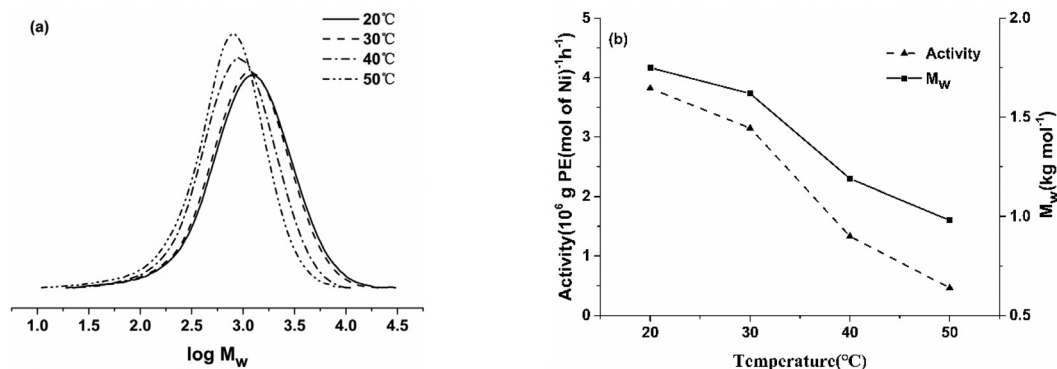 (a)
20℃
30℃
40℃
50℃
1.0 1.5 2.0 2.5 3.0 3.5 4.0 4.5
log Mw
(b)
Activity
Mw
5
4
3
2
1
0
Activity(10⁶ g PE(mol of Ni)⁻¹h⁻¹)
2.0
1.5
1.0
0.5
Mw(kg mol⁻¹)
20 30 40 50
Temperature(°C)